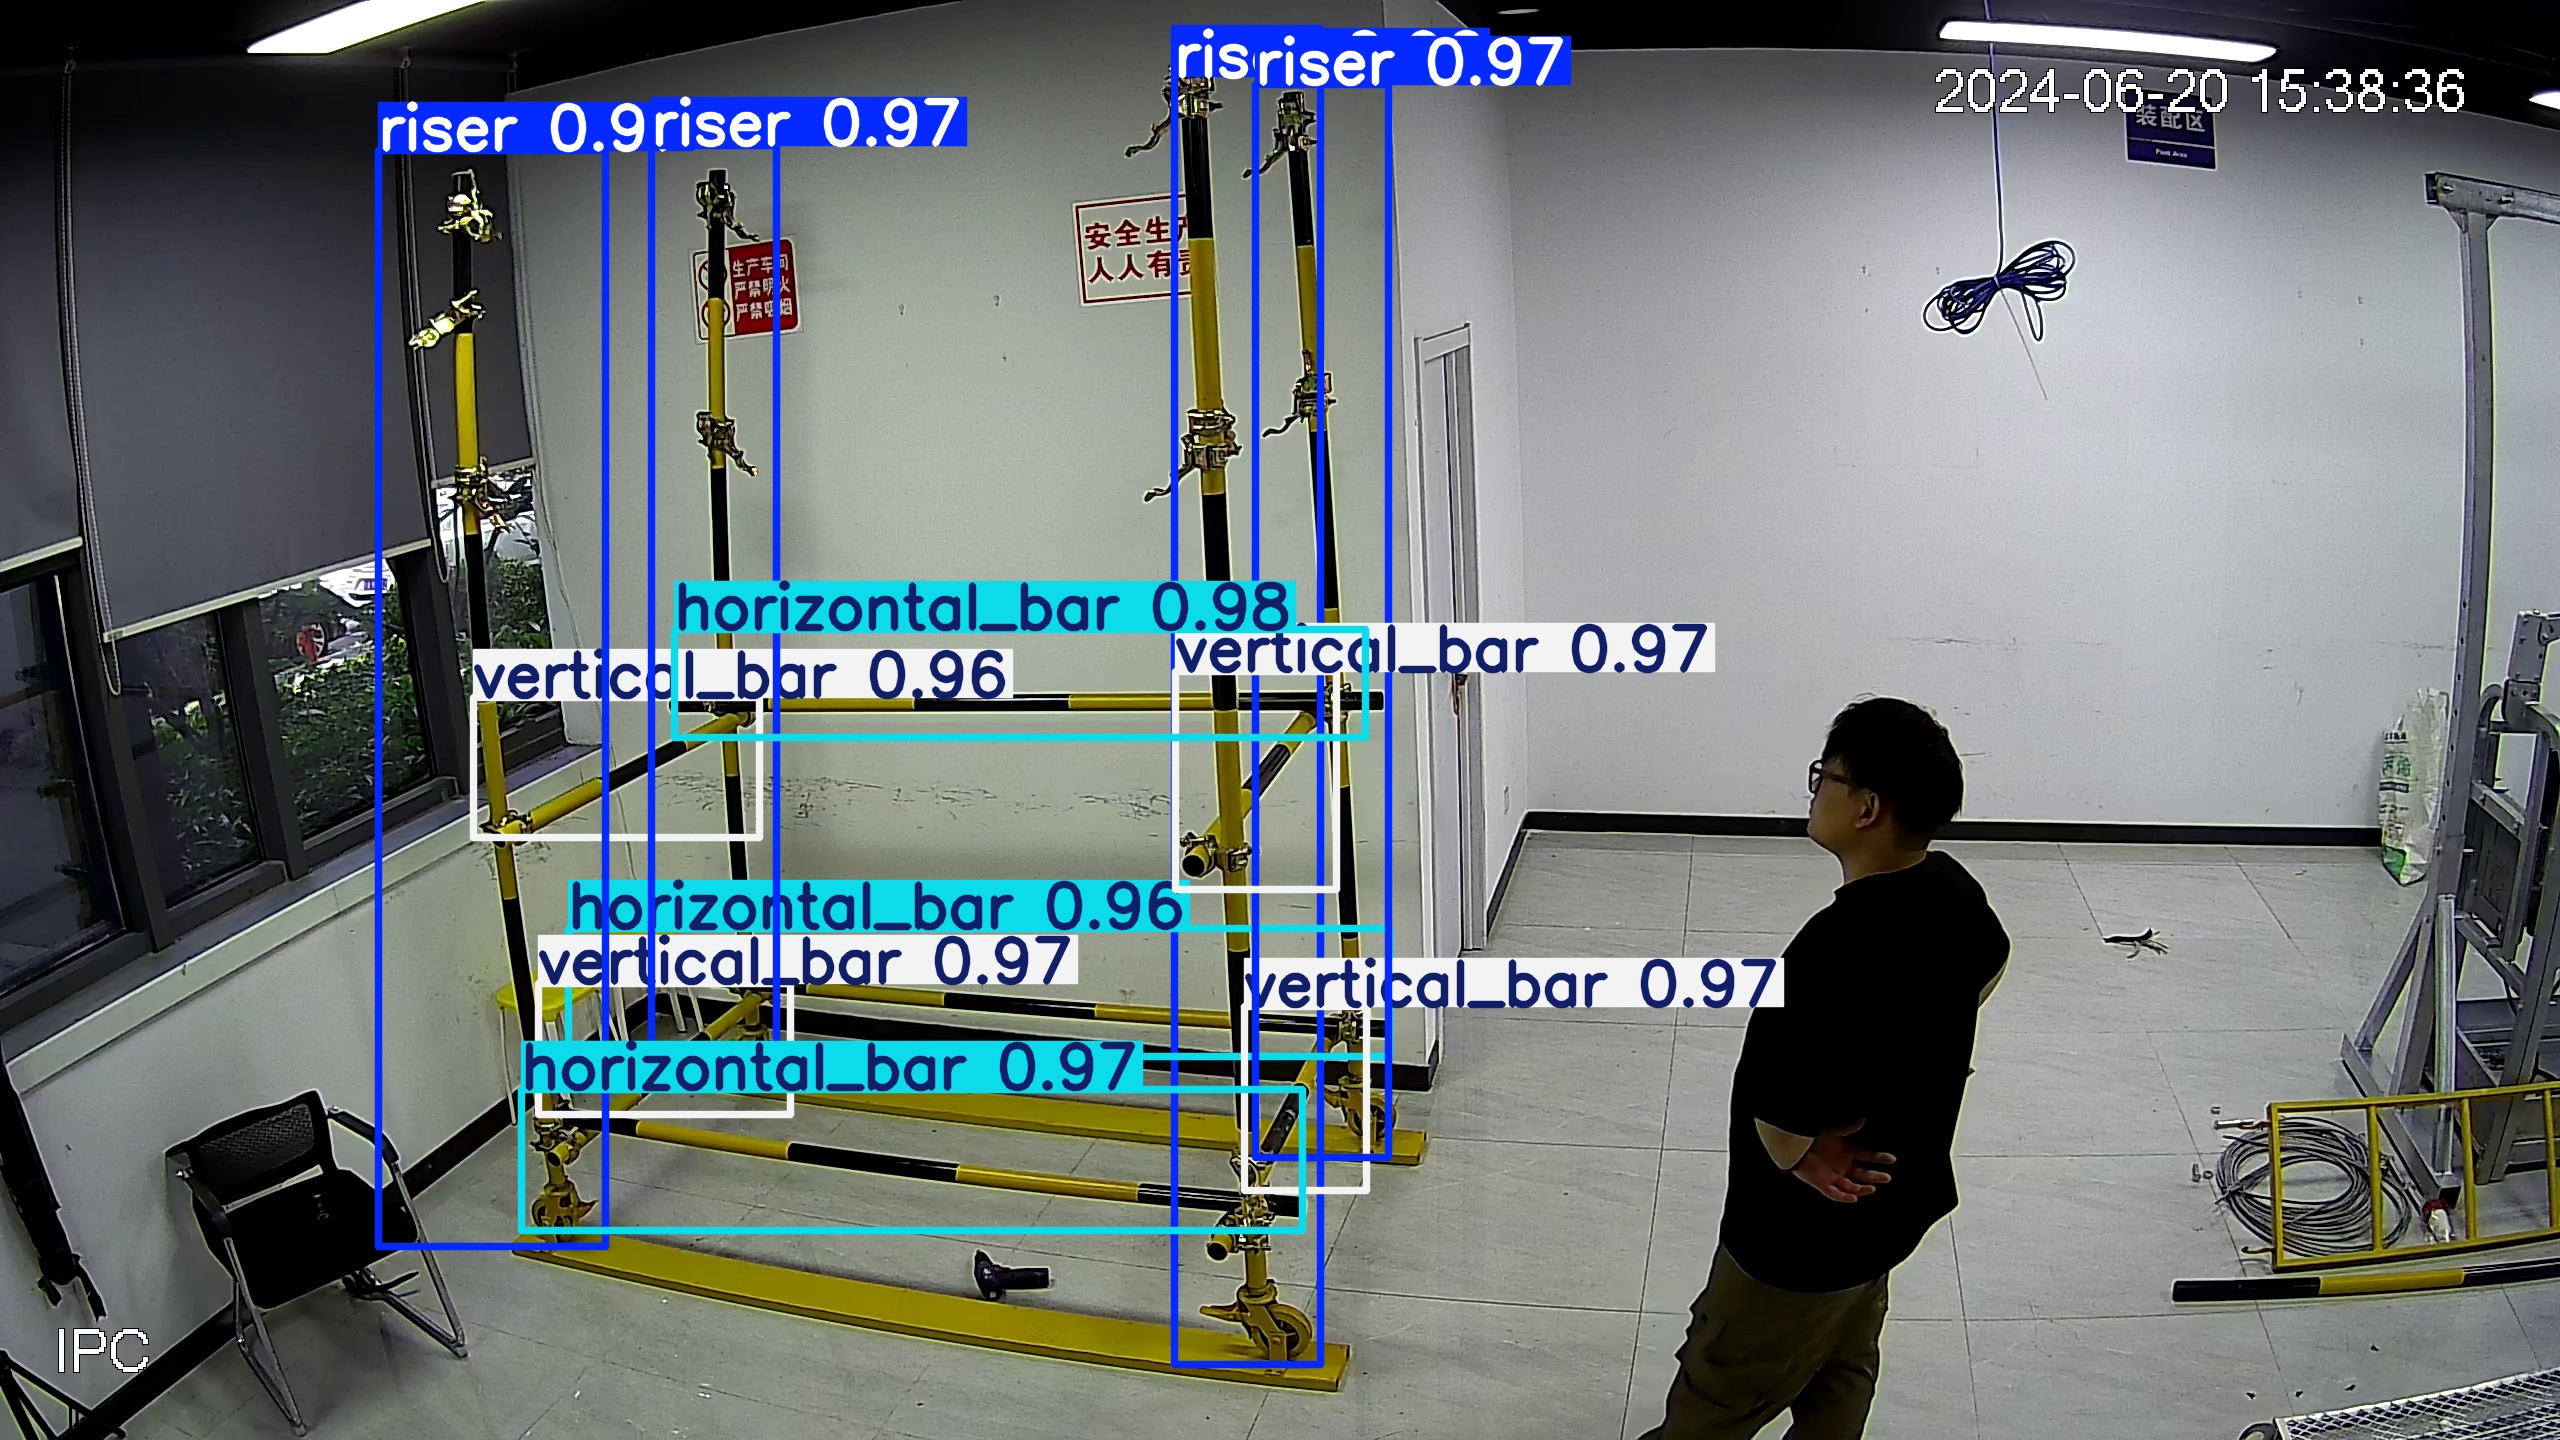 riser 0.9
riser 0.97
ris
riser 0.97
2024-06-20 15:38:36
装配区
安全生产
人人有责
生产车间
严禁明火
严禁吸烟
horizontal_bar 0.98
vertical_bar 0.97
vertical_bar 0.96
horizontal_bar 0.96
vertical_bar 0.97
vertical_bar 0.97
horizontal_bar 0.97
IPC